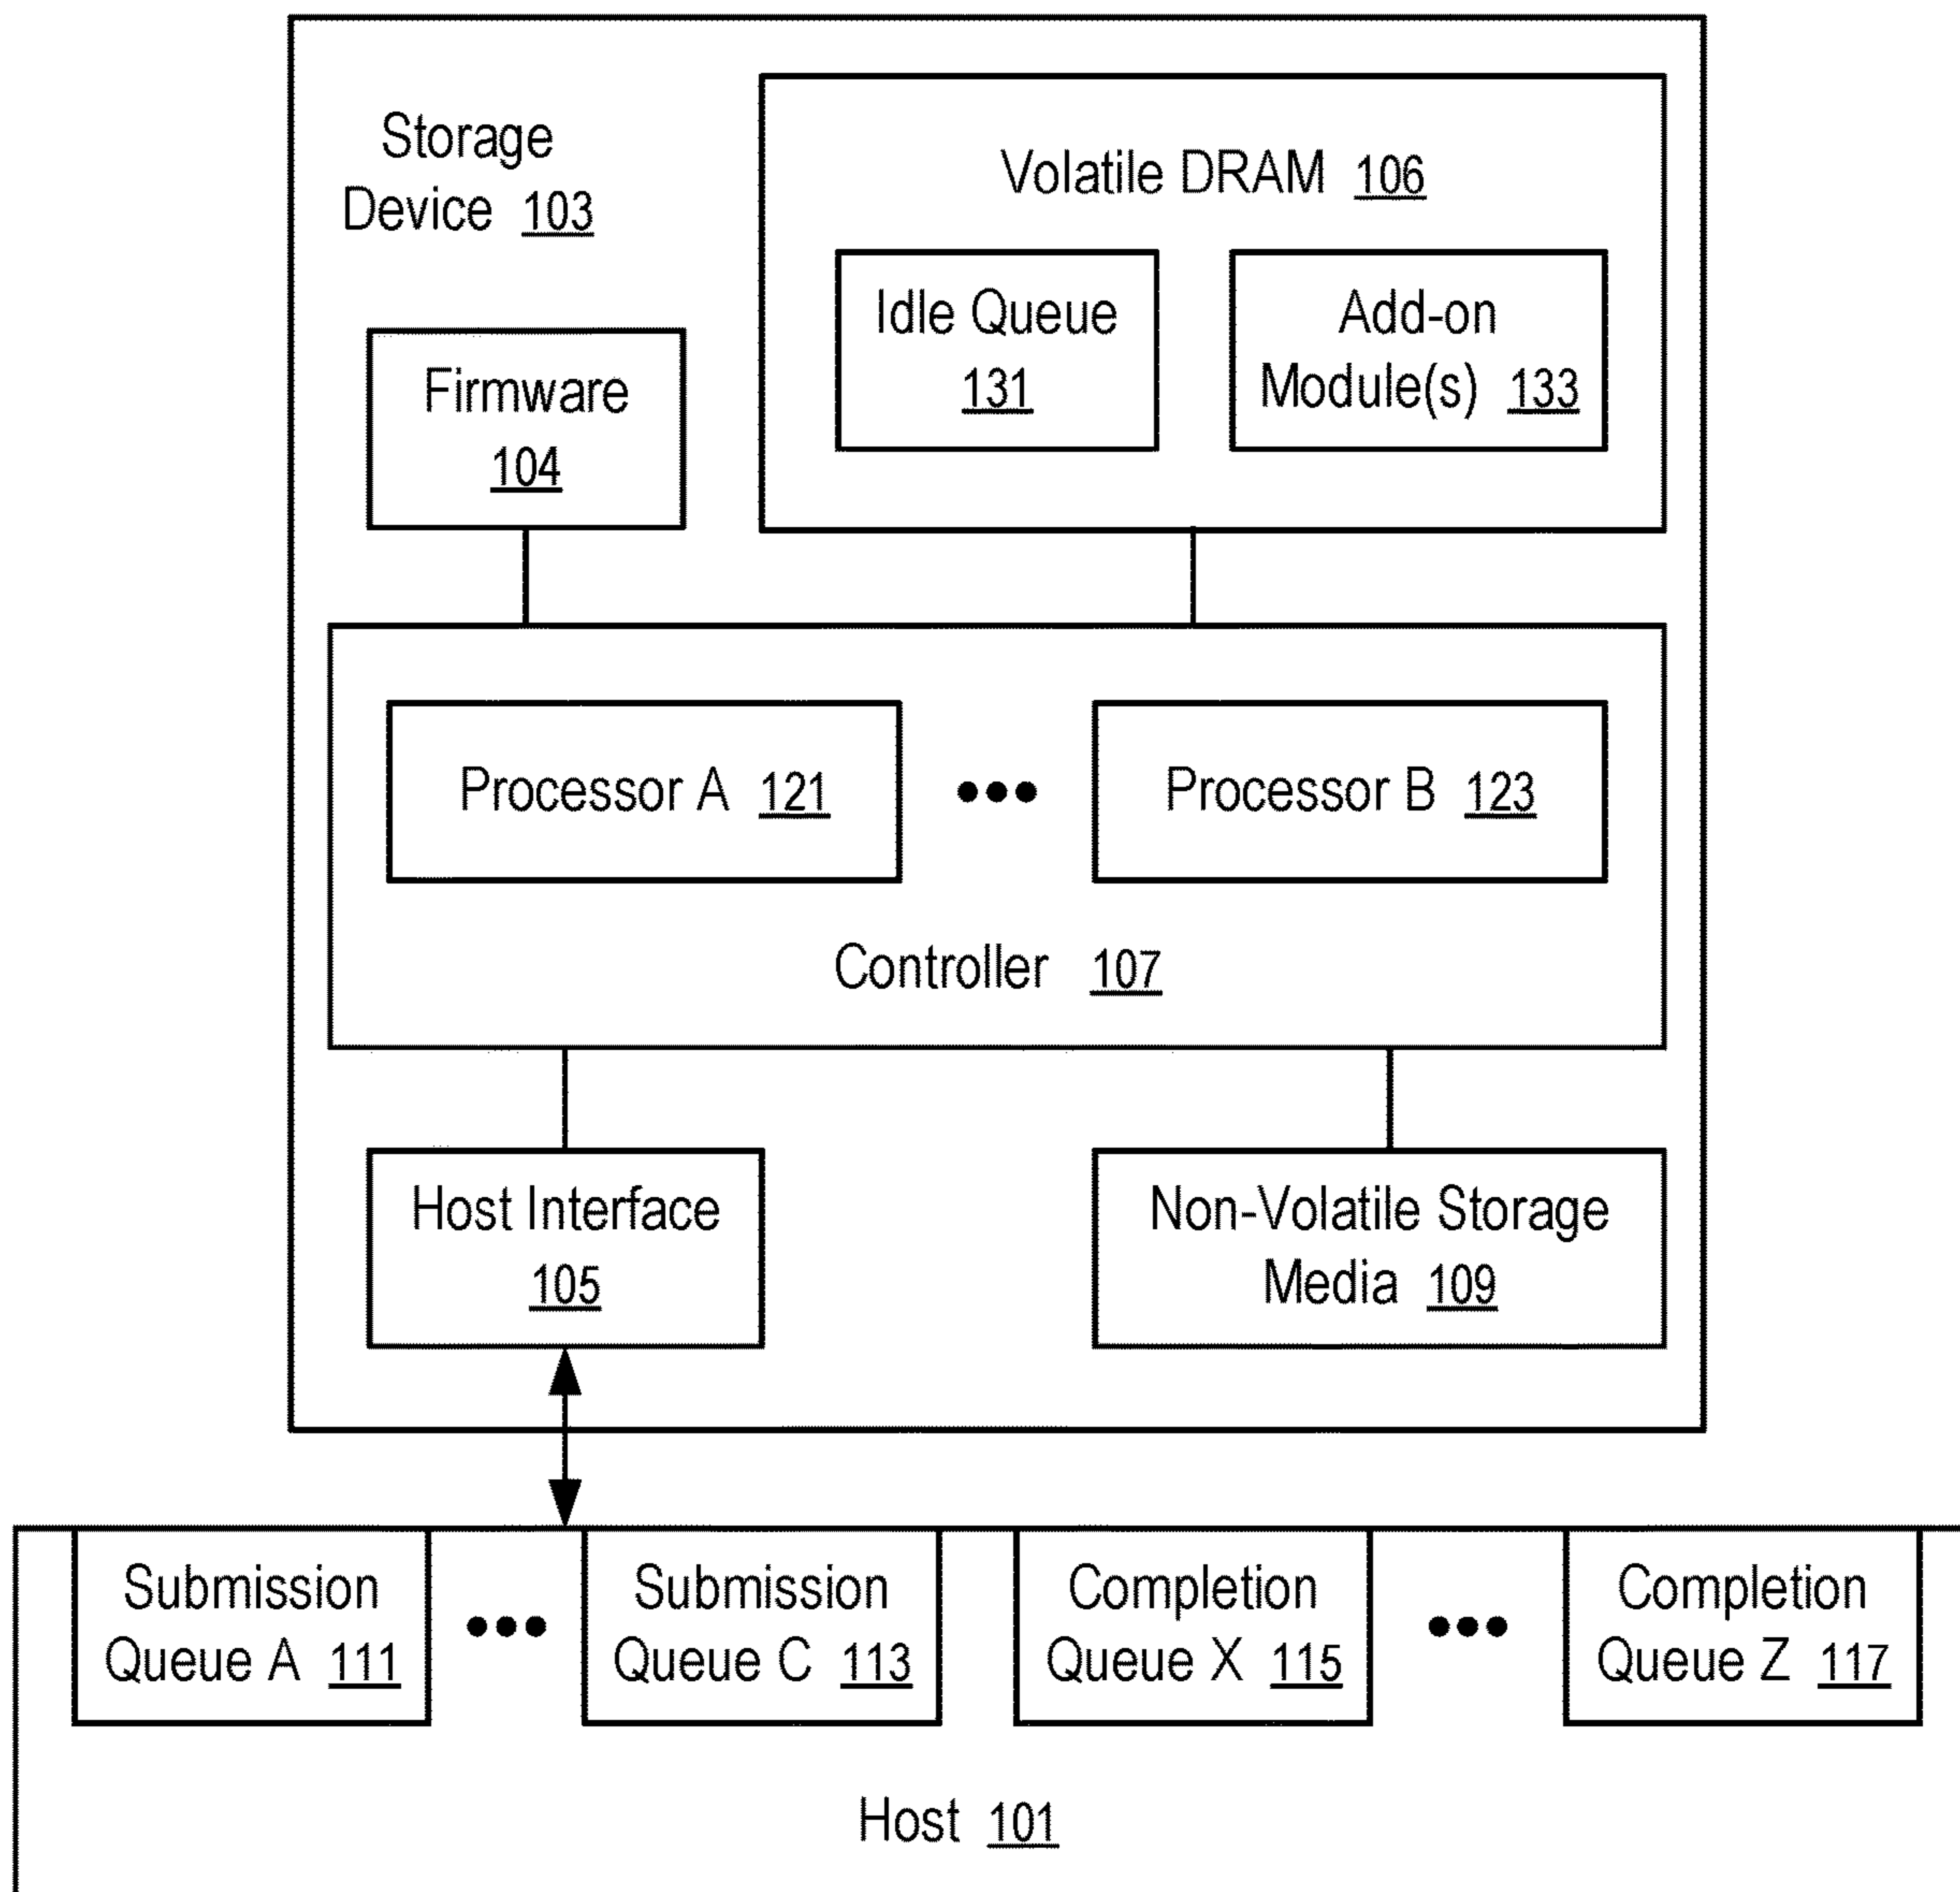 Storage
Device 103
Volatile DRAM 106
Idle Queue
131
Add-on
Module(s) 133
Firmware
104
Processor A 121
•••
Processor B 123
Controller 107
Host Interface
105
Non-Volatile Storage
Media 109
Submission
Queue A 111
•••
Submission
Queue C 113
Completion
Queue X 115
•••
Completion
Queue Z 117
Host 101